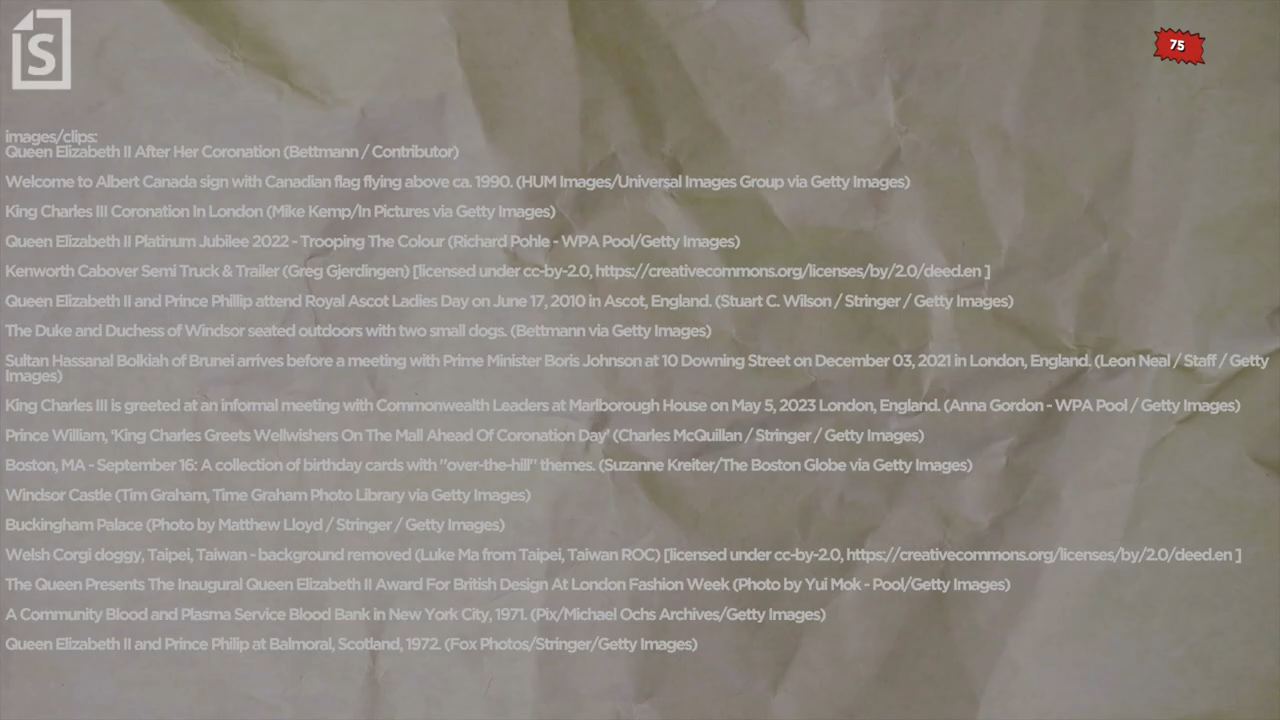 S
75
images/clips:
Queen Elizabeth II After Her Coronation (Bettmann / Contributor)
Welcome to Albert Canada sign with Canadian flag flying above ca. 1990. (HUM Images/Universal Images Group via Getty Images)
King Charles III Coronation In London (Mike Kemp/In Pictures via Getty Images)
Queen Elizabeth II Platinum Jubilee 2022 - Trooping The Colour (Richard Pohle - WPA Pool/Getty Images)
Kenworth Cabover Semi Truck & Trailer (Greg Gjerdingen) [licensed under cc-by-2.0, https://creativecommons.org/licenses/by/2.0/deed.en ]
Queen Elizabeth II and Prince Phillip attend Royal Ascot Ladies Day on June 17, 2010 in Ascot, England. (Stuart C. Wilson / Stringer / Getty Images)
The Duke and Duchess of Windsor seated outdoors with two small dogs. (Bettmann via Getty Images)
Sultan Hassanal Bolkiah of Brunei arrives before a meeting with Prime Minister Boris Johnson at 10 Downing Street on December 03, 2021 in London, England. (Leon Neal / Staff / Getty
Images)
King Charles III is greeted at an informal meeting with Commonwealth Leaders at Marlborough House on May 5, 2023 London, England. (Anna Gordon - WPA Pool / Getty Images)
Prince William, 'King Charles Greets Wellwishers On The Mall Ahead Of Coronation Day' (Charles McQuillan / Stringer / Getty Images)
Boston, MA - September 16: A collection of birthday cards with "over-the-hill" themes. (Suzanne Kreiter/The Boston Globe via Getty Images)
Windsor Castle (Tim Graham, Time Graham Photo Library via Getty Images)
Buckingham Palace (Photo by Matthew Lloyd / Stringer / Getty Images)
Welsh Corgi doggy, Taipei, Taiwan - background removed (Luke Ma from Taipei, Taiwan ROC) [licensed under cc-by-2.0, https://creativecommons.org/licenses/by/2.0/deed.en ]
The Queen Presents The Inaugural Queen Elizabeth II Award For British Design At London Fashion Week (Photo by Yui Mok - Pool/Getty Images)
A Community Blood and Plasma Service Blood Bank in New York City, 1971. (Pix/Michael Ochs Archives/Getty Images)
Queen Elizabeth II and Prince Philip at Balmoral, Scotland, 1972. (Fox Photos/Stringer/Getty Images)